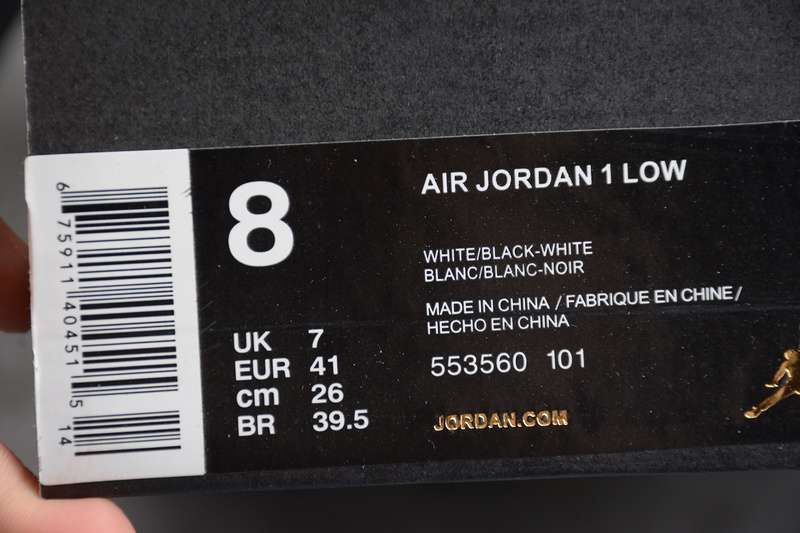 8
AIR JORDAN 1 LOW
WHITE/BLACK-WHITE
BLANC/BLANC-NOIR
MADE IN CHINA / FABRIQUE EN CHINE/
HECHO EN CHINA
553560 101
JORDAN.COM
UK 7
EUR 41
cm 26
BR 39.5
6 75911 40451 5 14